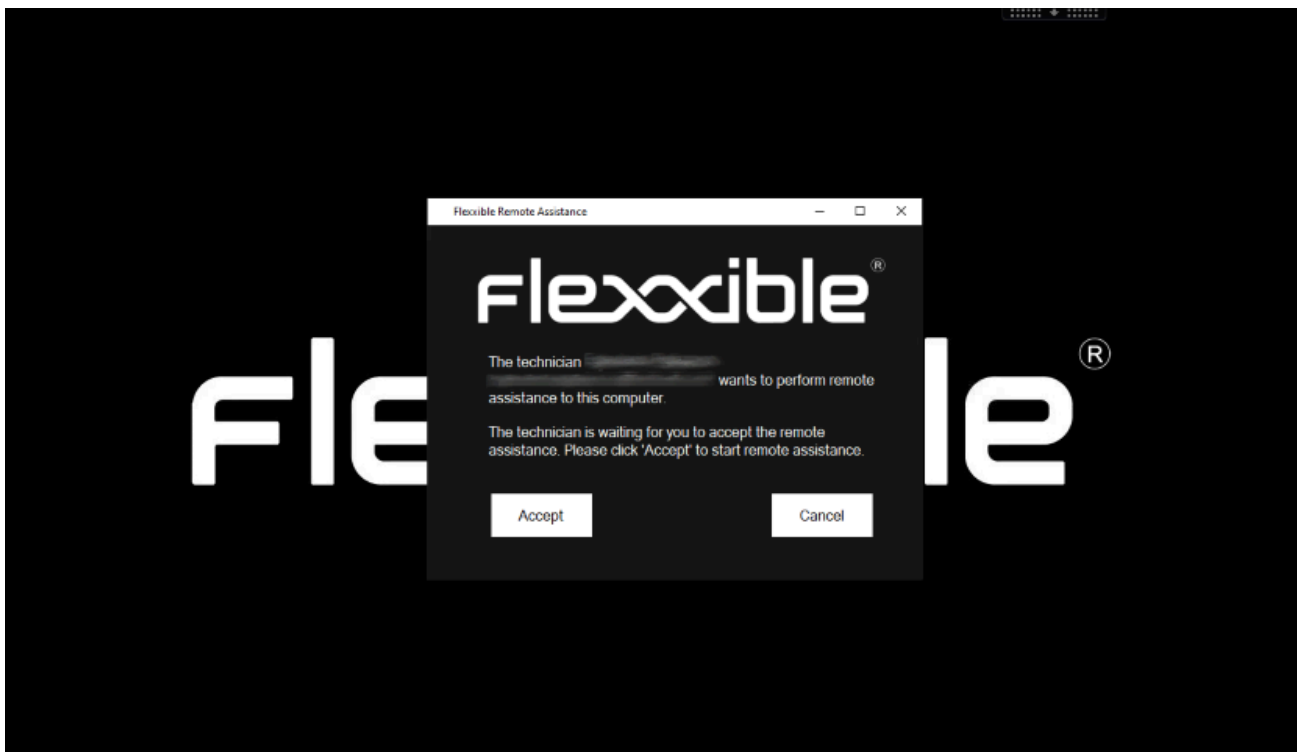 Flexxible Remote Assistance
flexxible®
The technician
wants to perform remote
assistance to this computer.
The technician is waiting for you to accept the remote
assistance. Please click 'Accept' to start remote assistance.
fle e®
Accept Cancel